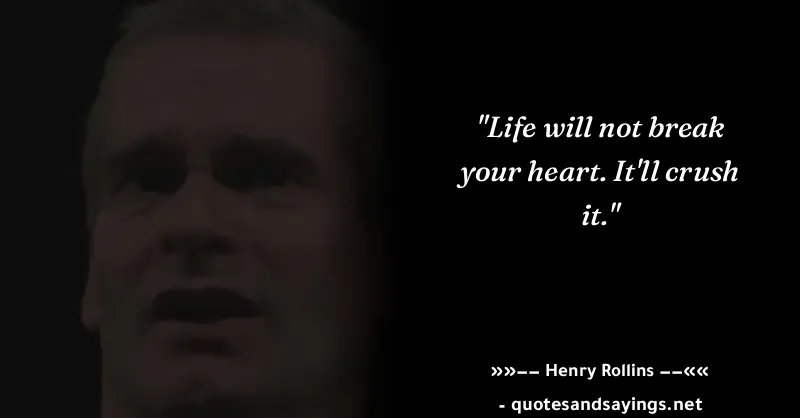 "Life will not break
your heart. It'll crush
it."
»»−− Henry Rollins −−««
- quotesandsayings.net